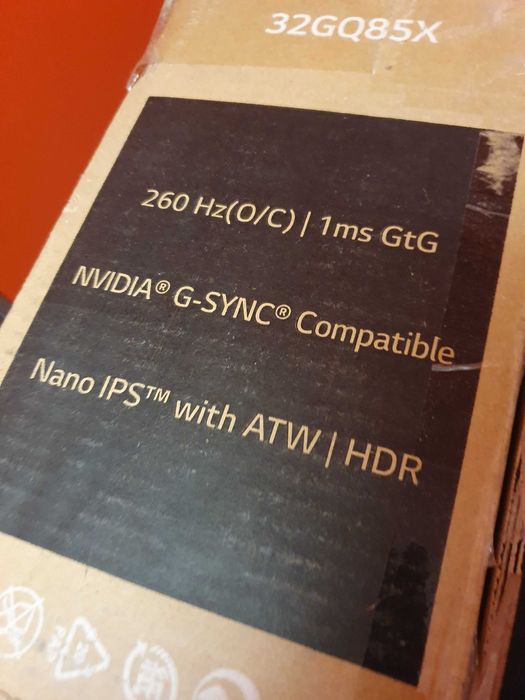 32GQ85X
260 Hz(O/C) | 1ms GtG
NVIDIA® G-SYNC® Compatible
Nano IPS™ with ATW | HDR